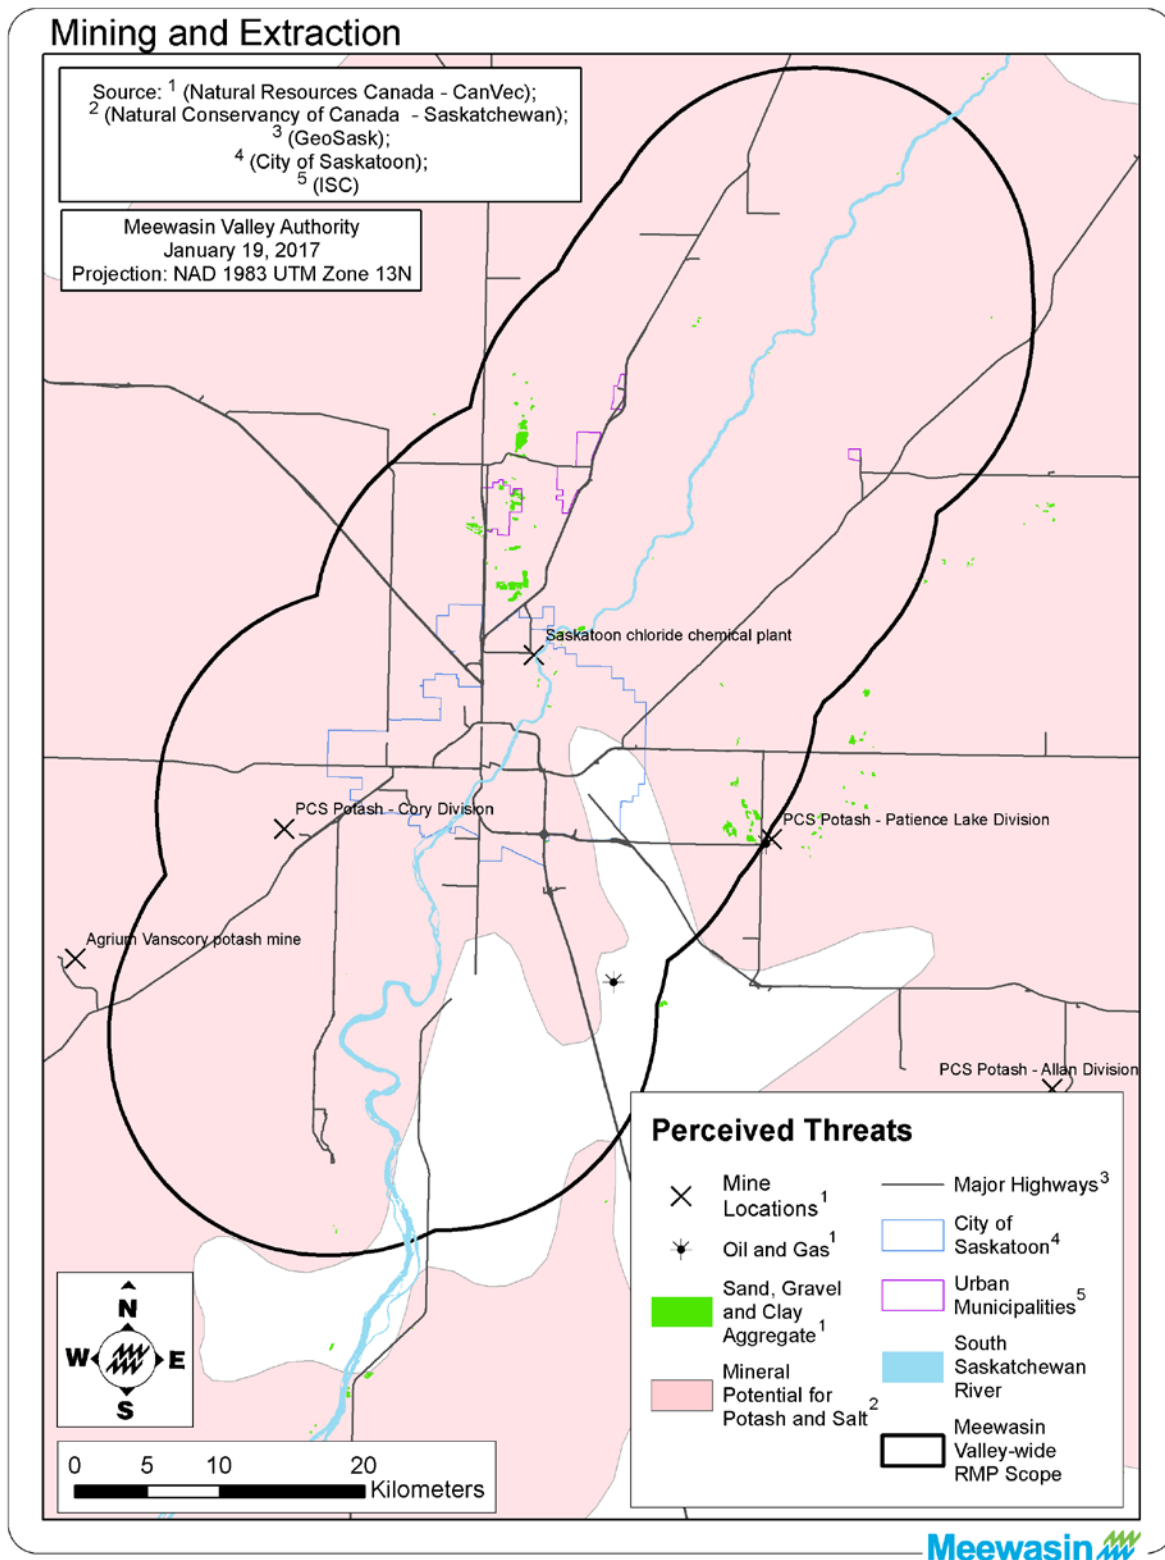 Mining and Extraction
Source: 1 (Natural Resources Canada - CanVec);
2 (Natural Conservancy of Canada - Saskatchewan);
3 (GeoSask);
4 (City of Saskatoon);
5 (ISC)
Meewasin Valley Authority
January 19, 2017
Projection: NAD 1983 UTM Zone 13N
Saskatoon chloride chemical plant
PCS Potash - Cory Division
PCS Potash - Patience Lake Division
Agrium Vanscory potash mine
PCS Potash - Allan Division
Perceived Threats
Mine
Locations1
Oil and Gas1
Sand, Gravel
and Clay
Aggregate1
Mineral
Potential for
Potash and Salt2
Major Highways3
City of
Saskatoon4
Urban
Municipalities5
South
Saskatchewan
River
Meewasin
Valley-wide
RMP Scope
N
W E
S
0 5 10 20
Kilometers
Meewasin